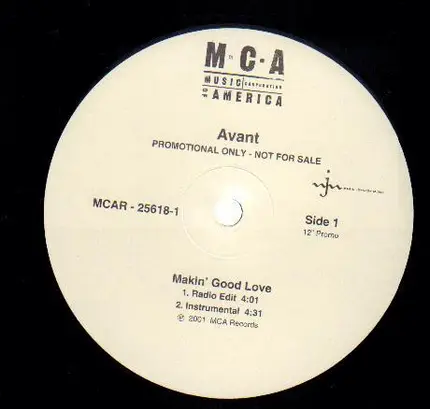 M•C•A
MUSIC CORPORATION
OF AMERICA
Avant
PROMOTIONAL ONLY - NOT FOR SALE
MCAR - 25618-1
Side 1
12" Promo
Makin' Good Love
1. Radio Edit 4:01
2. Instrumental 4:31
℗ 2001 MCA Records